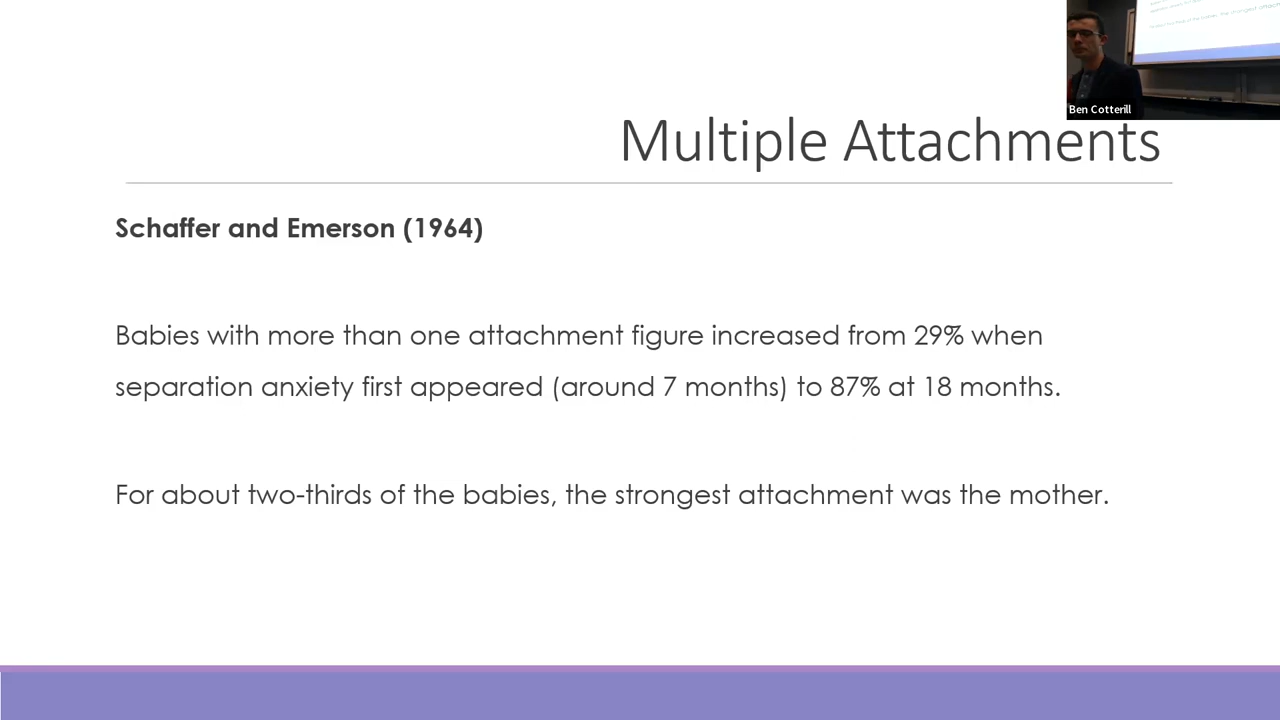 Ben Cotterill
Multiple Attachments
Schaffer and Emerson (1964)
Babies with more than one attachment figure increased from 29% when
separation anxiety first appeared (around 7 months) to 87% at 18 months.
For about two-thirds of the babies, the strongest attachment was the mother.